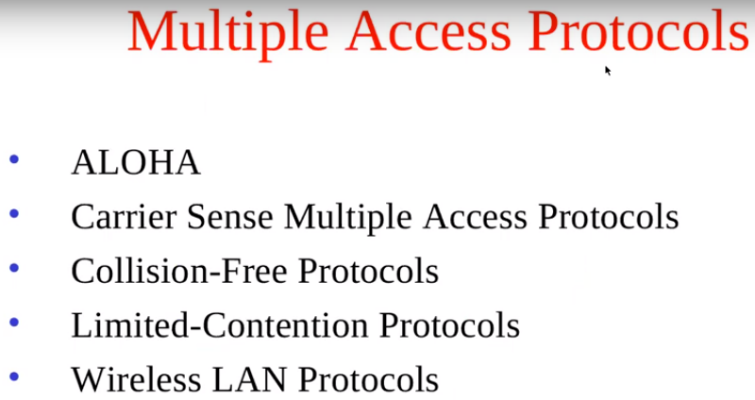 Multiple Access Protocols
• ALOHA
• Carrier Sense Multiple Access Protocols
• Collision-Free Protocols
• Limited-Contention Protocols
• Wireless LAN Protocols